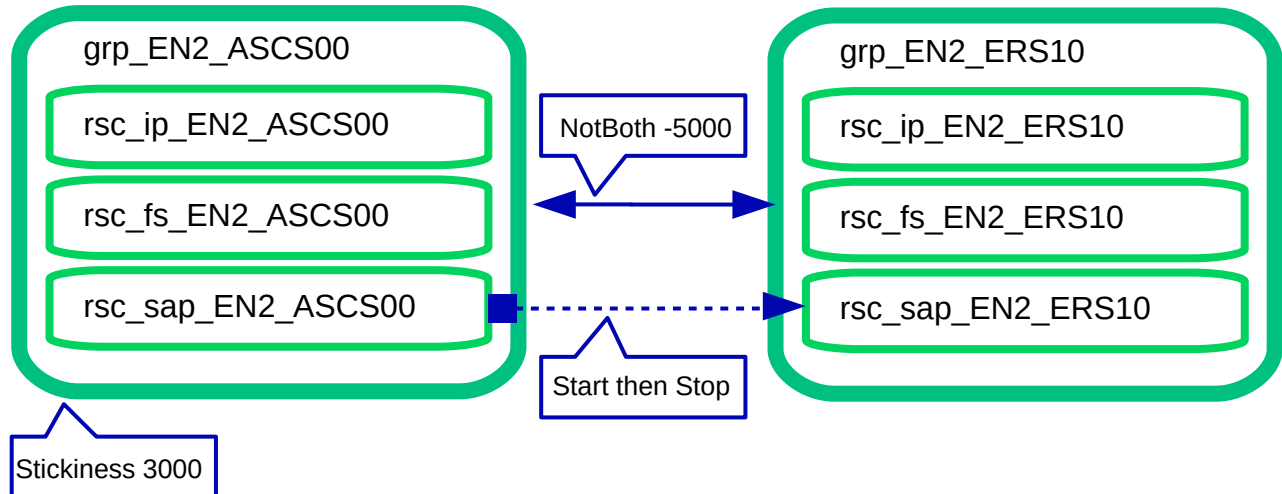 grp_EN2_ASCS00
rsc_ip_EN2_ASCS00
rsc_fs_EN2_ASCS00
rsc_sap_EN2_ASCS00
Stickiness 3000
NotBoth -5000
Start then Stop
grp_EN2_ERS10
rsc_ip_EN2_ERS10
rsc_fs_EN2_ERS10
rsc_sap_EN2_ERS10